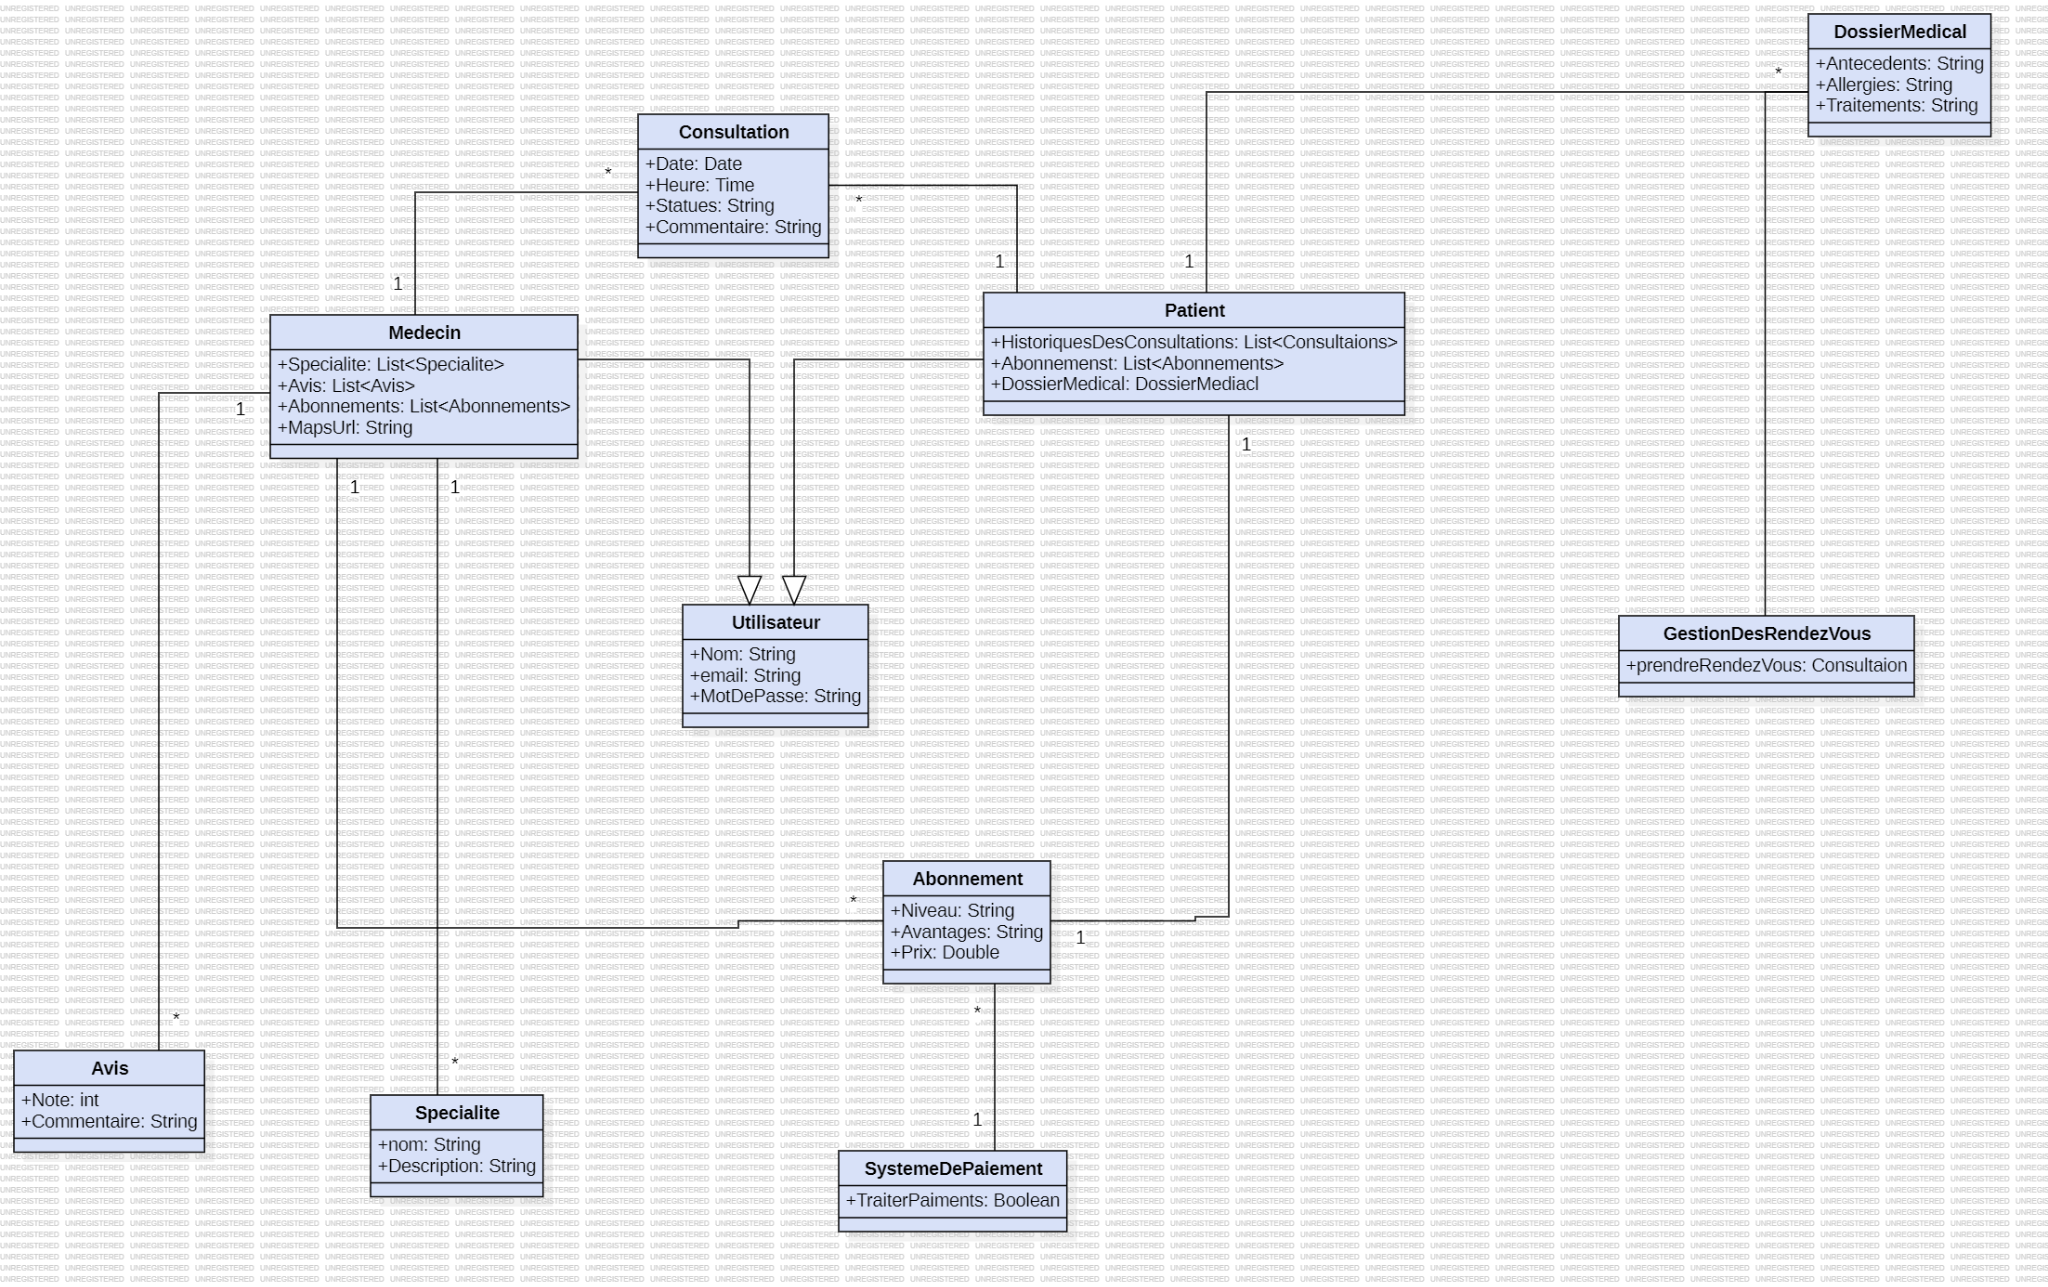 DossierMedical
+Antecedents: String
+Allergies: String
+Traitements: String
*
Consultation
+Date: Date
+Heure: Time
+Statues: String
+Commentaire: String
*
*
1
1
1
Patient
+HistoriquesDesConsultations: List<Consultaions>
+Abonnemenst: List<Abonnements>
+DossierMedical: DossierMediacl
Medecin
+Specialite: List<Specialite>
+Avis: List<Avis>
+Abonnements: List<Abonnements>
+MapsUrl: String
1
1
1
1
Utilisateur
+Nom: String
+email: String
+MotDePasse: String
GestionDesRendezVous
+prendreRendezVous: Consultaion
Abonnement
+Niveau: String
+Avantages: String
+Prix: Double
*
1
*
1
Avis
+Note: int
+Commentaire: String
*
Specialite
+nom: String
+Description: String
*
SystemeDePaiement
+TraiterPaiments: Boolean
UNREGISTERED